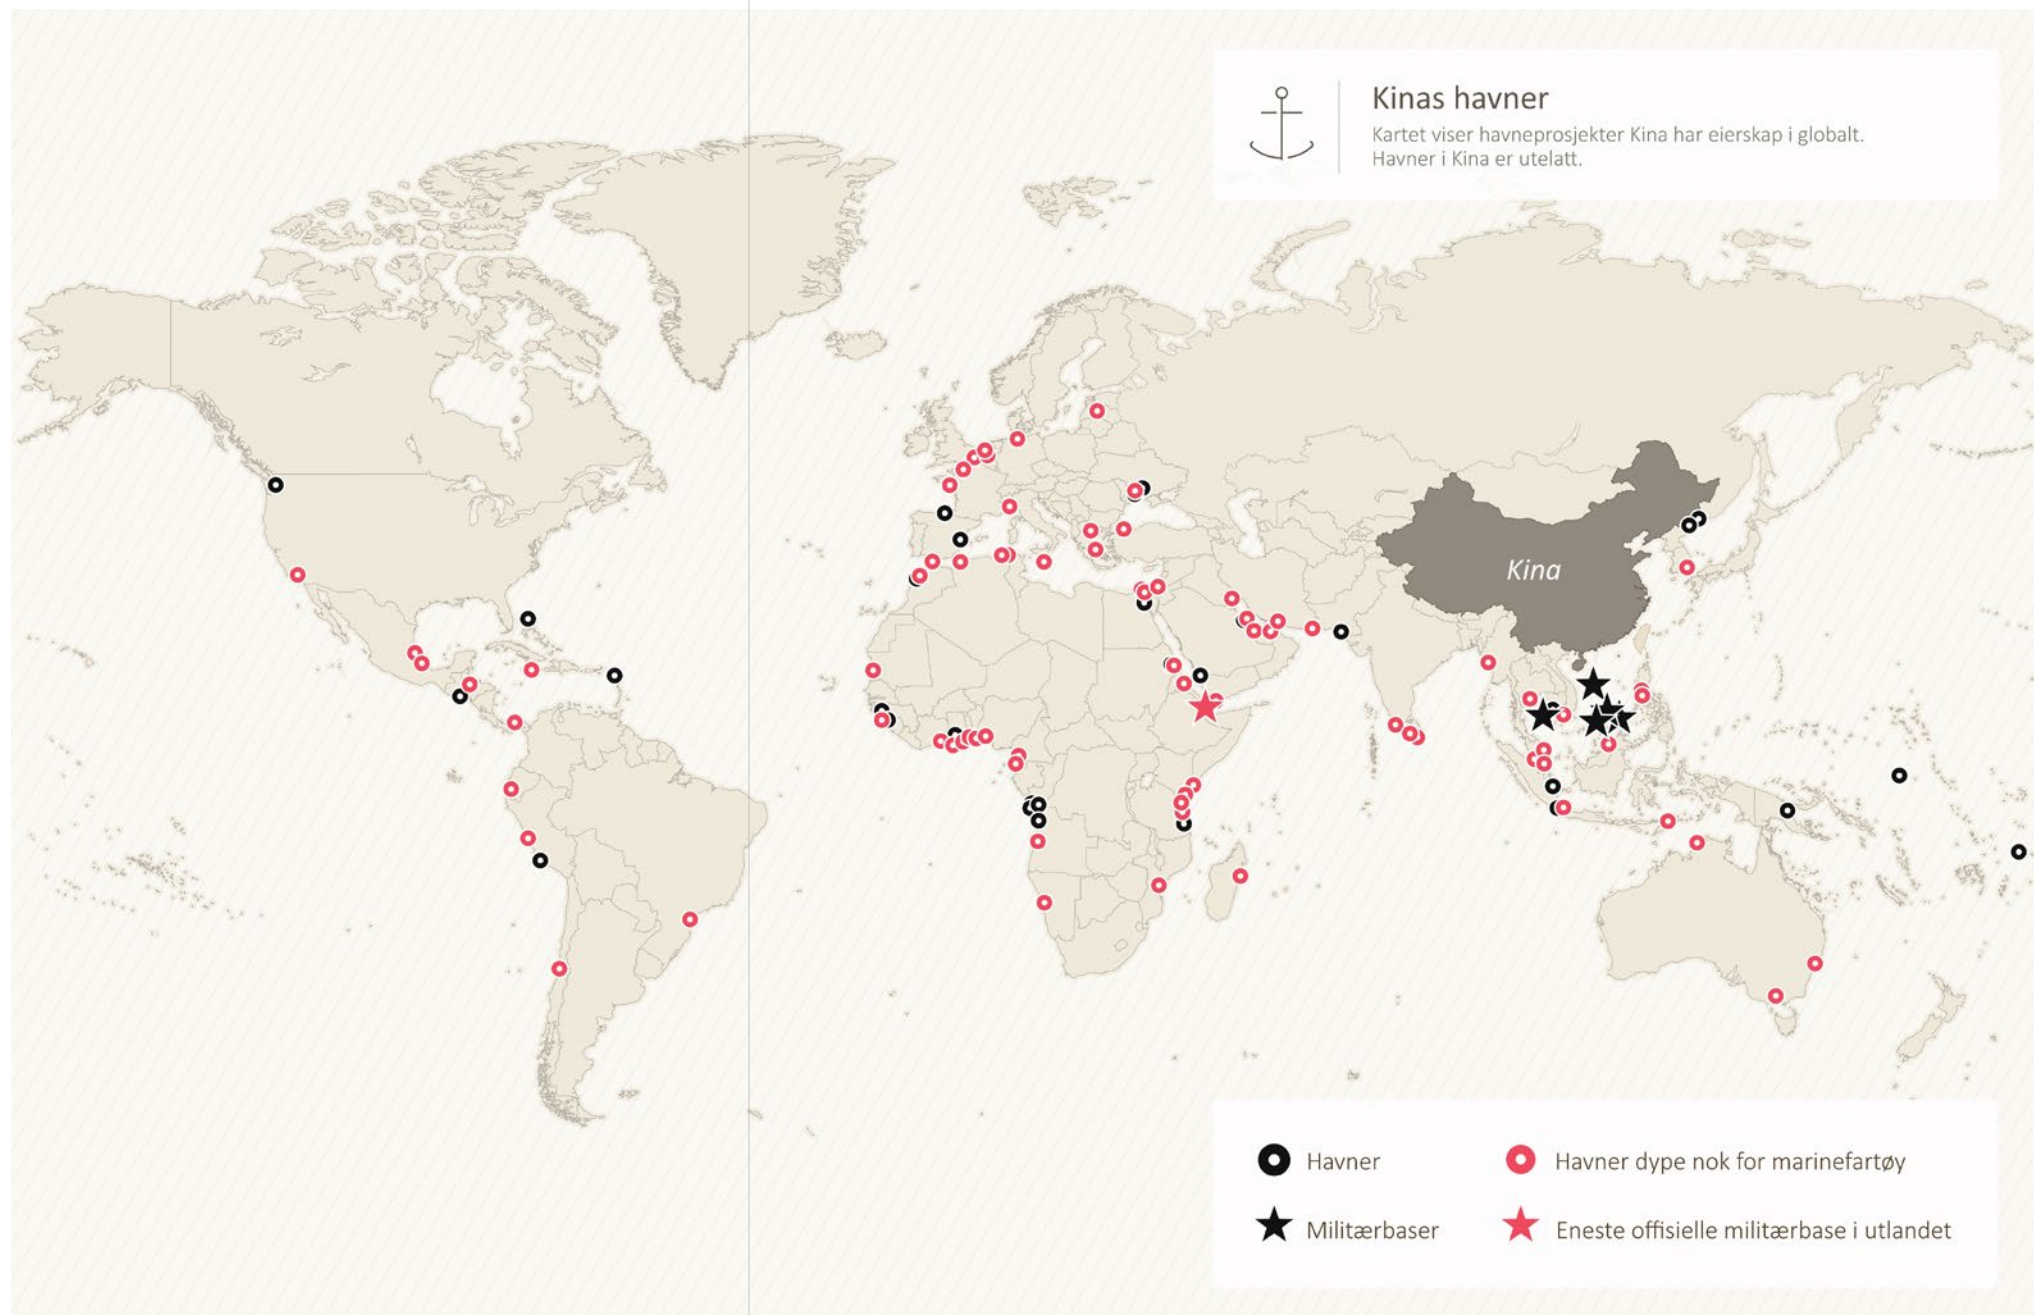 Kinas havner
Kartet viser havneprosjekter Kina har eierskap i globalt.
Havner i Kina er utelatt.
Kina
Havner
Havner dype nok for marinefartøy
Militærbaser
Eneste offisielle militærbase i utlandet